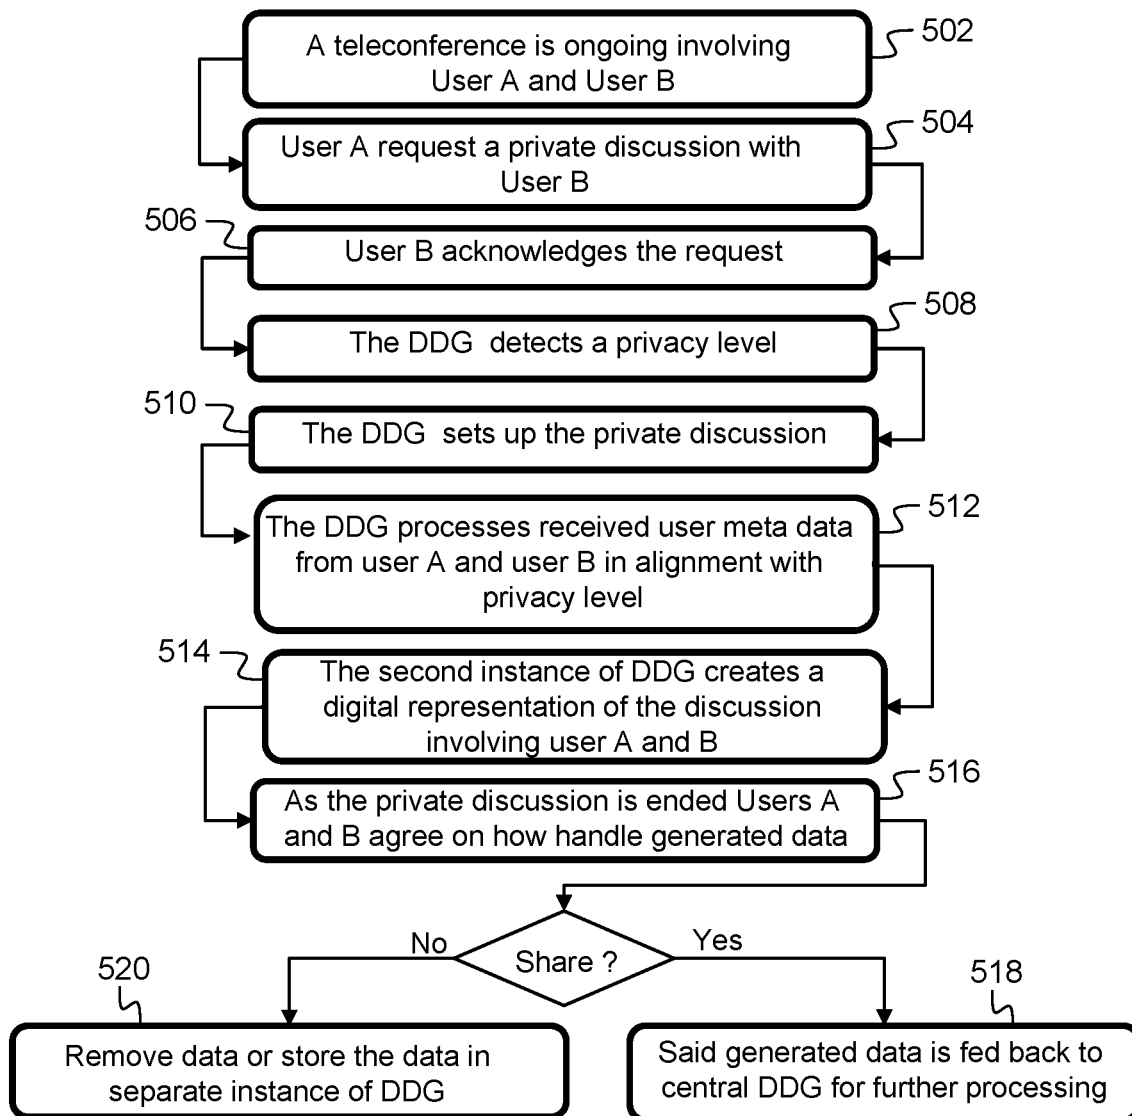 A teleconference is ongoing involving
User A and User B
502
User A request a private discussion with
User B
504
506
User B acknowledges the request
The DDG detects a privacy level
508
510
The DDG sets up the private discussion
The DDG processes received user meta data
from user A and user B in alignment with
privacy level
512
514
The second instance of DDG creates a
digital representation of the discussion
involving user A and B
As the private discussion is ended Users A
and B agree on how handle generated data
516
No
Share ?
Yes
520
Remove data or store the data in
separate instance of DDG
518
Said generated data is fed back to
central DDG for further processing